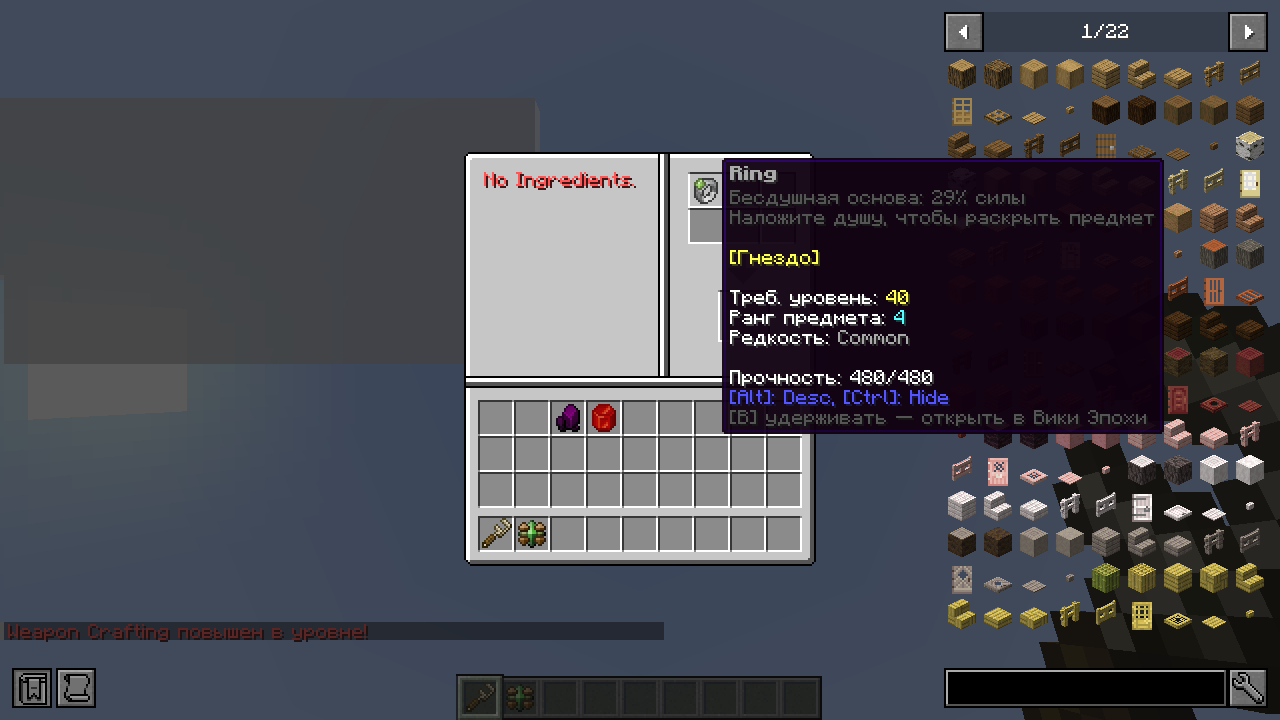 1/22
No Ingredients.
Ring
Бесдушная основа: 29% силы
Наложите душу, чтобы раскрыть предмет
[Гнездо]
Треб. уровень: 40
Ранг предмета: 4
Редкость: Common
Прочность: 480/480
[Alt]: Desc, [Ctrl]: Hide
[B] удерживать — открыть в Вики Эпохи
Weapon Crafting повышен в уровне!